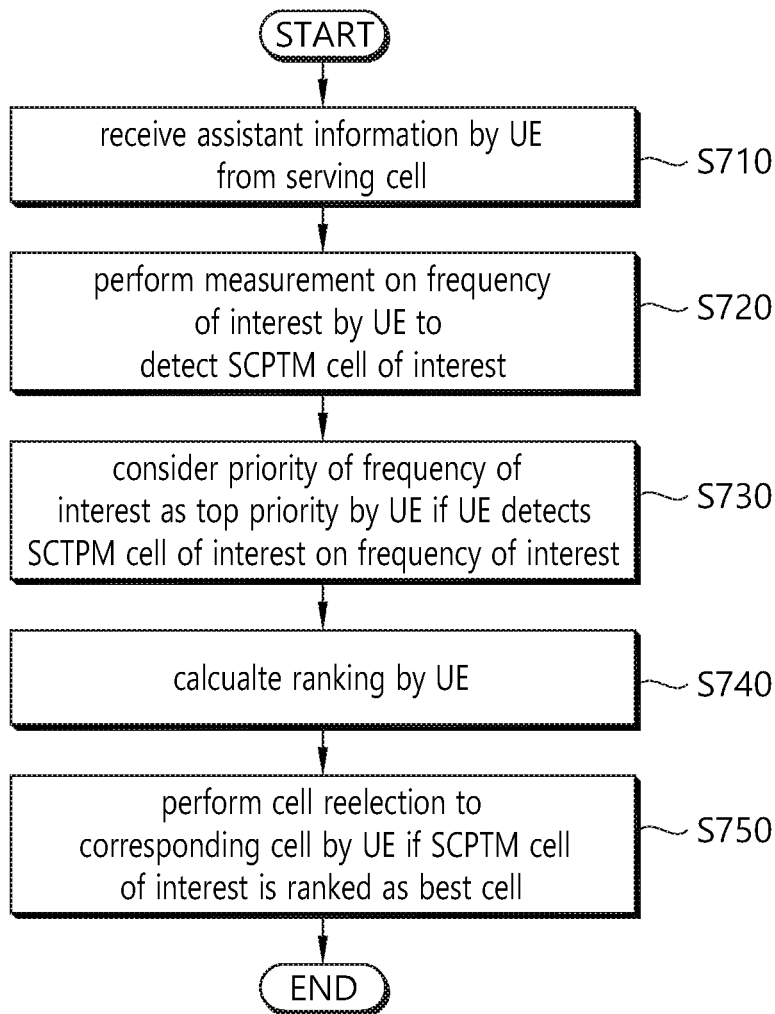 START
receive assistant information by UE
from serving cell
S710
perform measurement on frequency
of interest by UE to
detect SCPTM cell of interest
S720
consider priority of frequency of
interest as top priority by UE if UE detects
SCTPM cell of interest on frequency of interest
S730
calcualte ranking by UE
S740
perform cell reelection to
corresponding cell by UE if SCPTM cell
of interest is ranked as best cell
S750
END